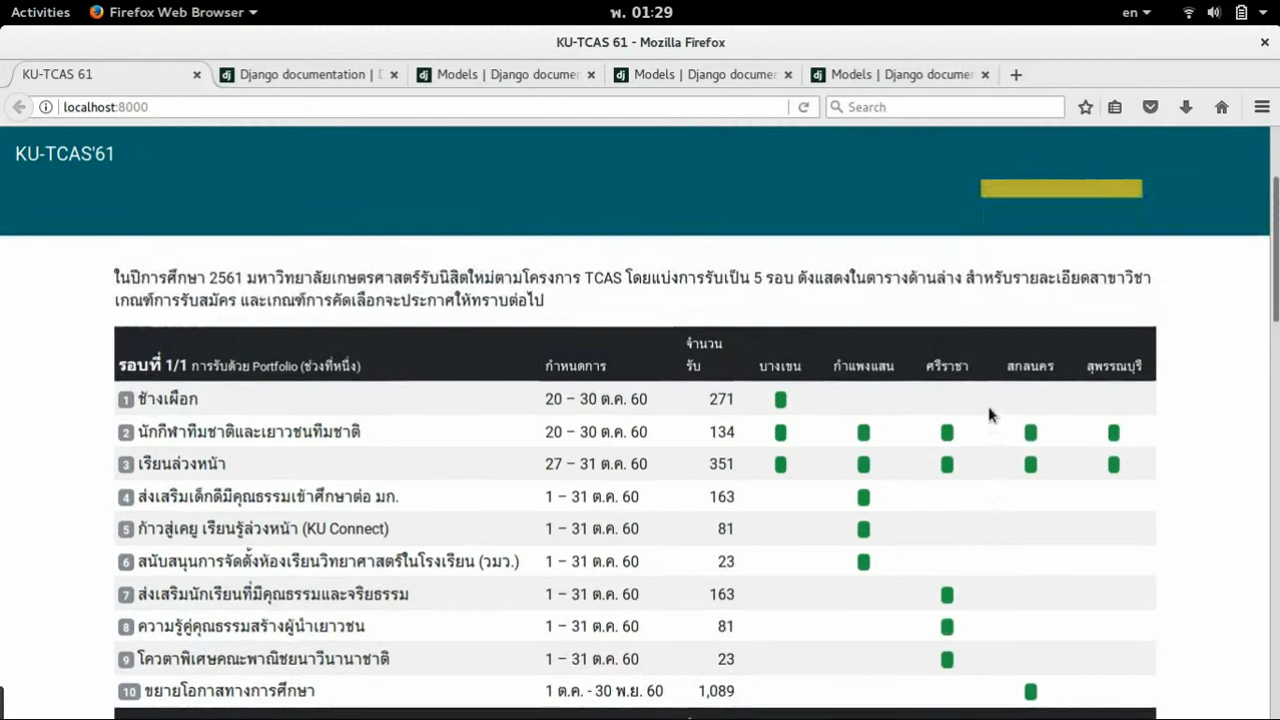 Activities Firefox Web Browser พ. 01:29 en
KU-TCAS 61 - Mozilla Firefox
KU-TCAS 61 Django documentation | D Models | Django documen Models | Django documen Models | Django documen
localhost:8000 Search
KU-TCAS'61
ในปีการศึกษา 2561 มหาวิทยาลัยเกษตรศาสตร์รับนิสิตใหม่ตามโครงการ TCAS โดยแบ่งการรับเป็น 5 รอบ ดังแสดงในตารางด้านล่าง สำหรับรายละเอียดสาขาวิชา
เกณฑ์การรับสมัคร และเกณฑ์การคัดเลือกจะประกาศให้ทราบต่อไป
รอบที่ 1/1 การรับด้วย Portfolio (ช่วงที่หนึ่ง) กำหนดการ จำนวนรับ บางเขน กำแพงแสน ศรีราชา สกลนคร สุพรรณบุรี
1 ช้างเผือก 20 – 30 ต.ค. 60 271
2 นักกีฬาทีมชาติและเยาวชนทีมชาติ 20 – 30 ต.ค. 60 134
3 เรียนล่วงหน้า 27 – 31 ต.ค. 60 351
4 ส่งเสริมเด็กดีมีคุณธรรมเข้าศึกษาต่อ มก. 1 – 31 ต.ค. 60 163
5 ก้าวสู่เคยู เรียนรู้ล่วงหน้า (KU Connect) 1 – 31 ต.ค. 60 81
6 สนับสนุนการจัดตั้งห้องเรียนวิทยาศาสตร์ในโรงเรียน (วมว.) 1 – 31 ต.ค. 60 23
7 ส่งเสริมนักเรียนที่มีคุณธรรมและจริยธรรม 1 – 31 ต.ค. 60 163
8 ความรู้คู่คุณธรรมสร้างผู้นำเยาวชน 1 – 31 ต.ค. 60 81
9 โควตาพิเศษคณะพาณิชยนาวีนานาชาติ 1 – 31 ต.ค. 60 23
10 ขยายโอกาสทางการศึกษา 1 ต.ค. - 30 พ.ย. 60 1,089